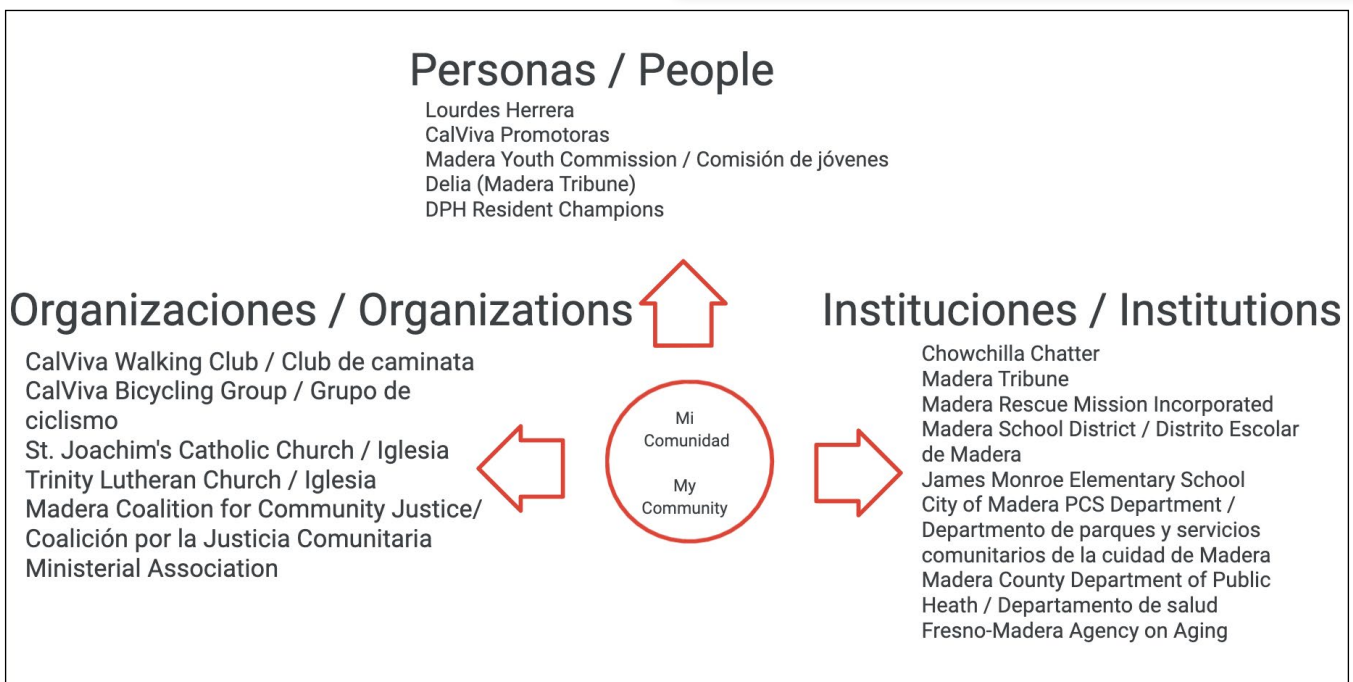 Personas / People
Lourdes Herrera
CalViva Promotoras
Madera Youth Commission / Comisión de jóvenes
Delia (Madera Tribune)
DPH Resident Champions
Organizaciones / Organizations
CalViva Walking Club / Club de caminata
CalViva Bicycling Group / Grupo de
ciclismo
St. Joachim's Catholic Church / Iglesia
Trinity Lutheran Church / Iglesia
Madera Coalition for Community Justice/
Coalición por la Justicia Comunitaria
Ministerial Association
Mi
Comunidad
My
Community
Instituciones / Institutions
Chowchilla Chatter
Madera Tribune
Madera Rescue Mission Incorporated
Madera School District / Distrito Escolar
de Madera
James Monroe Elementary School
City of Madera PCS Department /
Departmento de parques y servicios
comunitarios de la cuidad de Madera
Madera County Department of Public
Heath / Departamento de salud
Fresno-Madera Agency on Aging